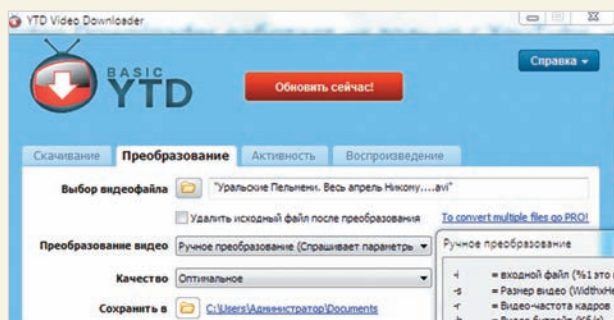 YTD Video Downloader
BASIC
YTD
Обновить сейчас!
Справка
Скачивание Преобразование Активность Воспроизведение
Выбор видеофайла "Уральские Пельмени. Весь апрель Никому....avi"
Удалить исходный файл после преобразования To convert multiple files go PRO!
Преобразование видео Ручное преобразование (Спрашивает параметры Ручное преобразование
-i = входной файл (%1 это
Качество Оптимальное -s = Размер видео (WidthxHe
-r = Видео-частота кадров
Сохранить в C:\Users\Администратор\Documents